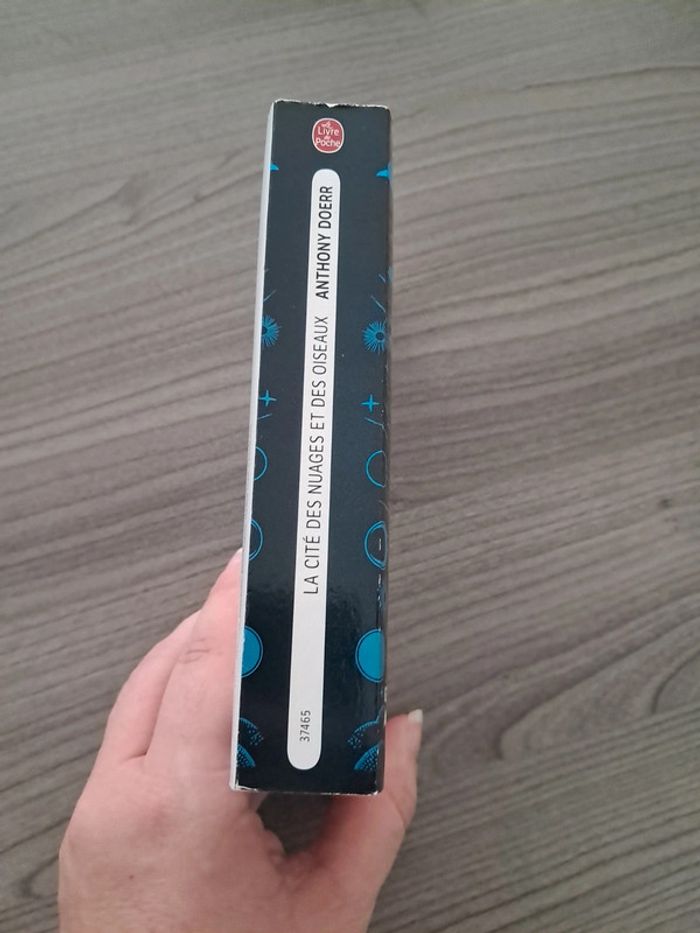 Le
Livre
de
Poche
LA CITÉ DES NUAGES ET DES OISEAUX ANTHONY DOERR
37465